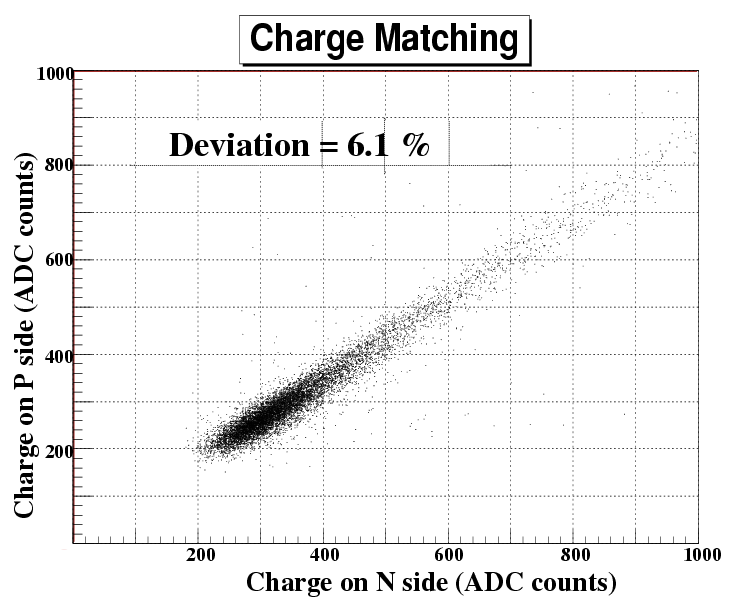 Charge Matching
1000
Deviation = 6.1 %
800
600
400
200
Charge on P side (ADC counts)
200 400 600 800 1000
Charge on N side (ADC counts)